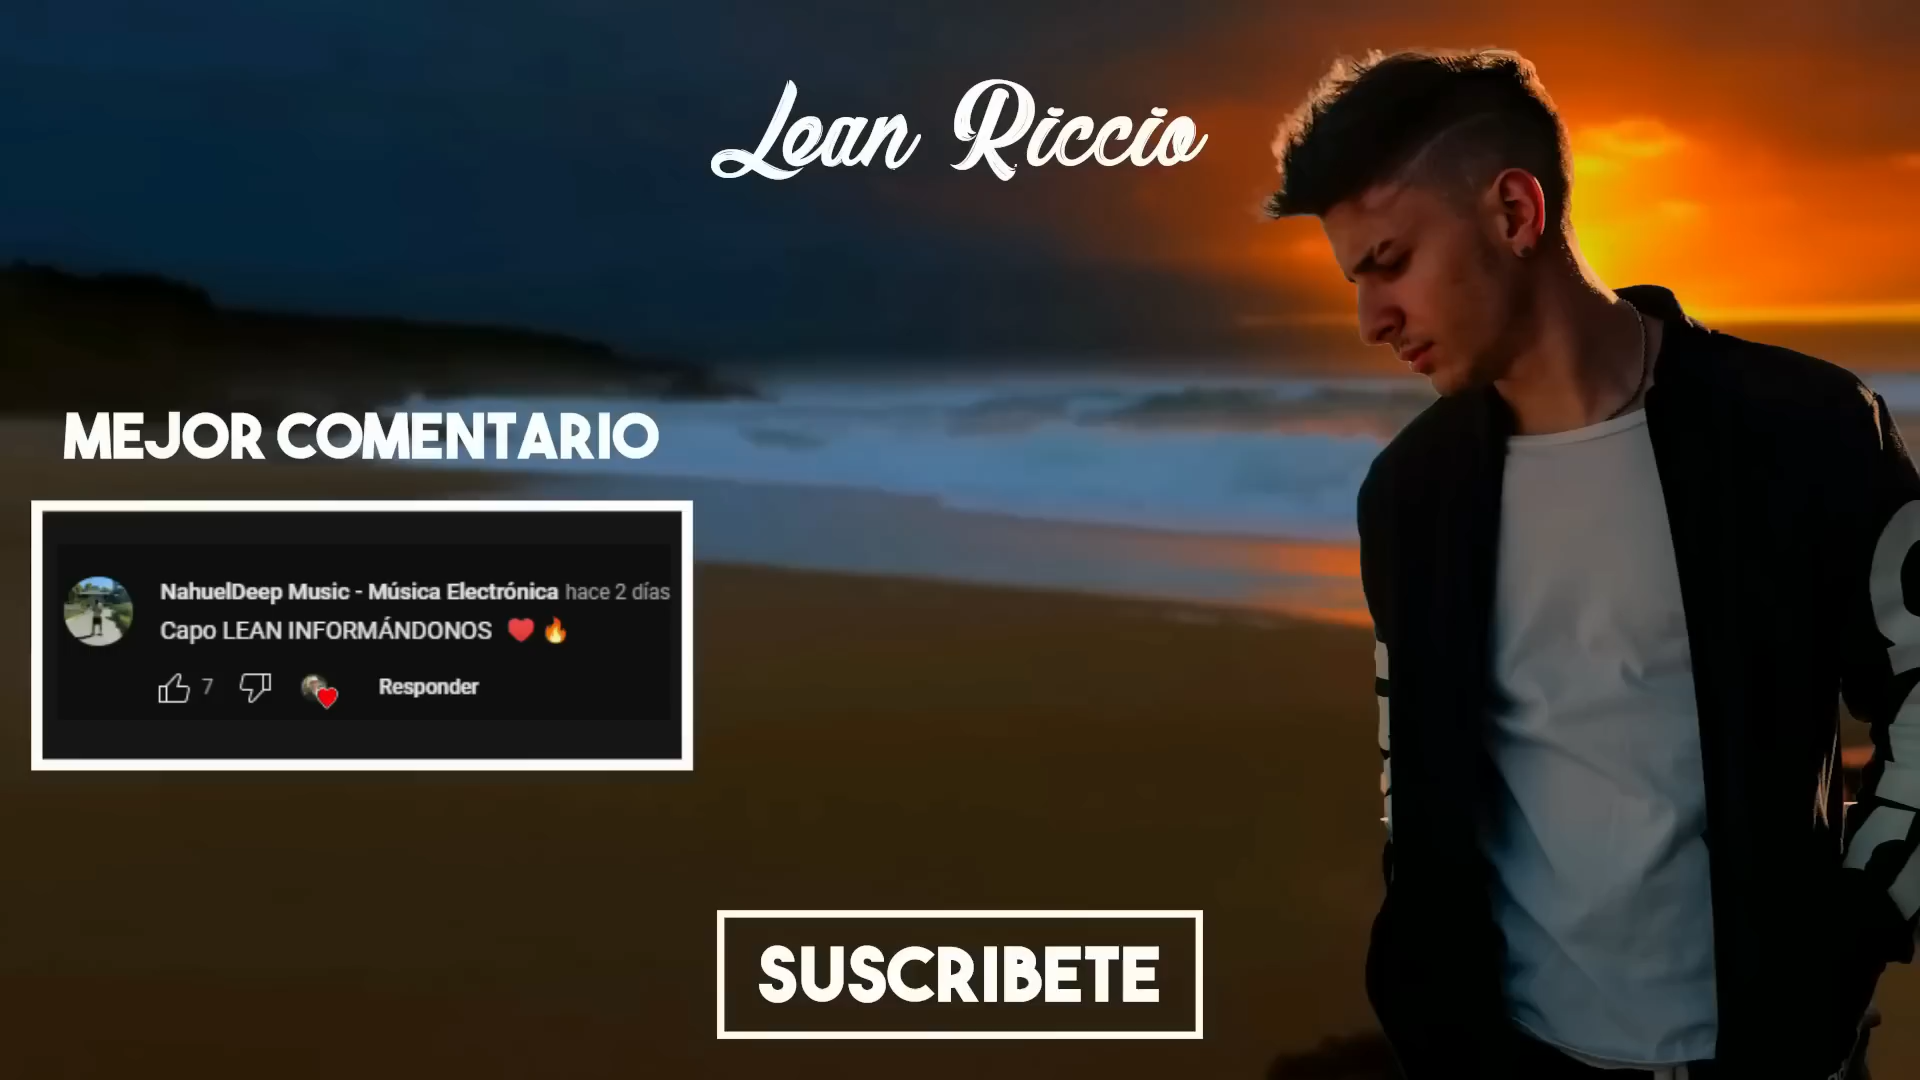 Lean Riccio
MEJOR COMENTARIO
NahuelDeep Music - Música Electrónica hace 2 días
Capo LEAN INFORMÁNDONOS ❤️🔥
7
Responder
SUSCRIBETE